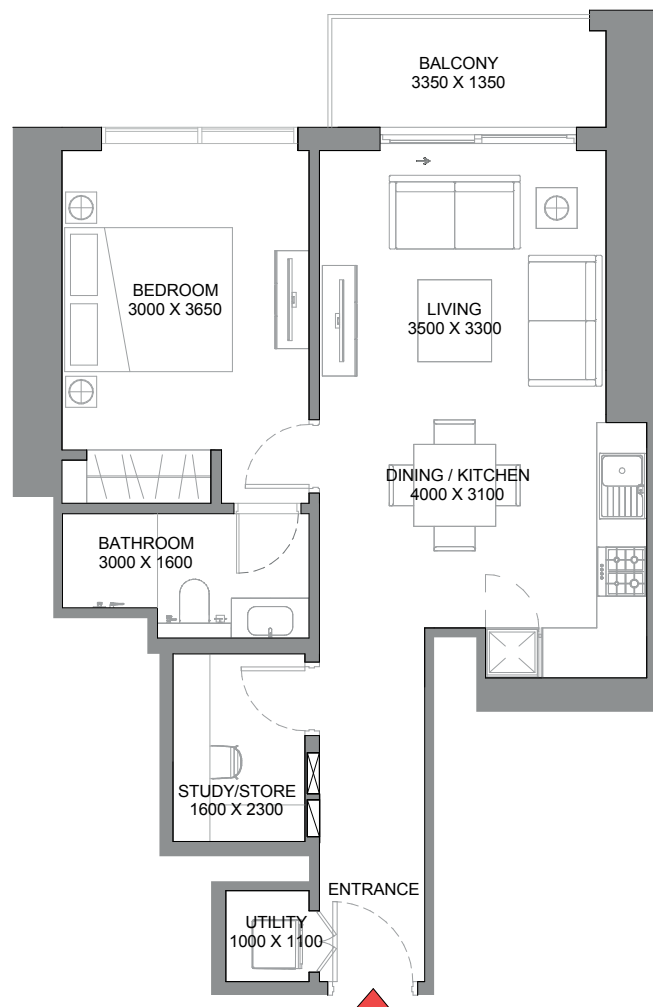 BALCONY
3350 X 1350
BEDROOM
3000 X 3650
LIVING
3500 X 3300
DINING / KITCHEN
4000 X 3100
BATHROOM
3000 X 1600
STUDY/STORE
1600 X 2300
ENTRANCE
UTILITY
1000 X 1100